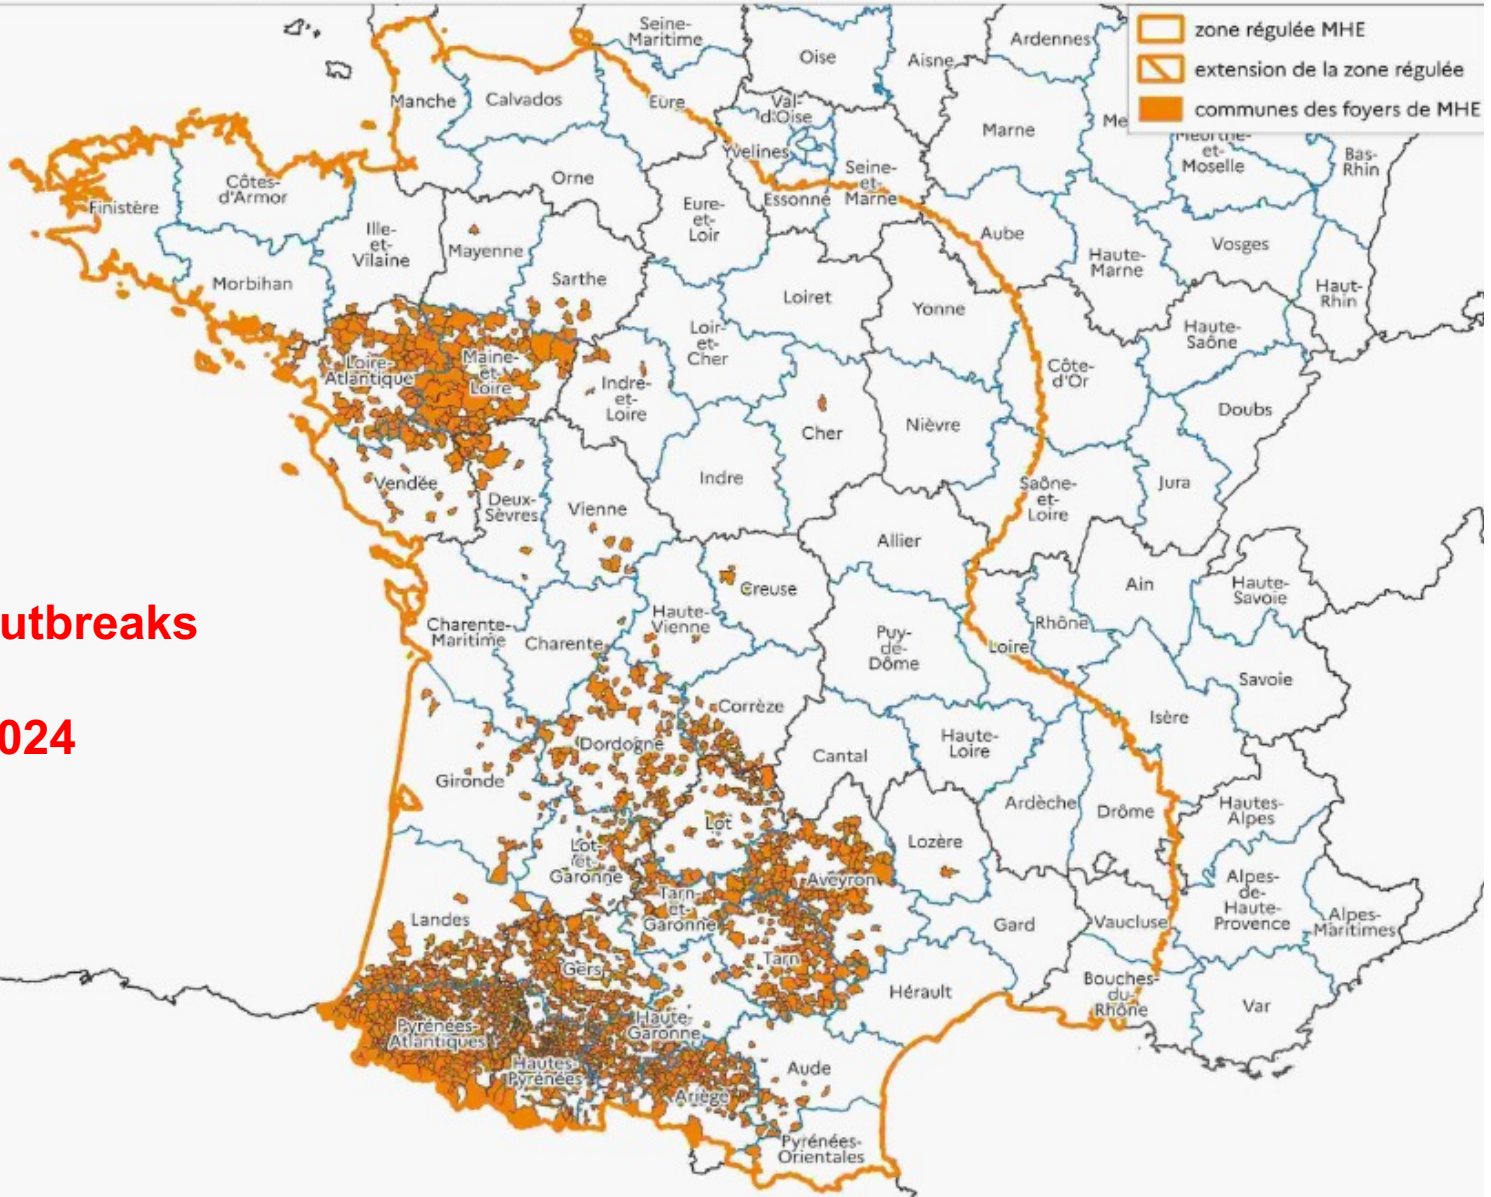 zone régulée MHE
extension de la zone régulée
communes des foyers de MHE
Seine-
Maritime
Oise
Aisne
Ardennes
Manche
Calvados
Eure
Val-
d'Oise
Marne
Meurthe-
et-
Moselle
Bas-
Rhin
Yvelines
Seine-
et-
Marne
Essonne
Finistère
Côtes-
d'Armor
Orne
Eure-
et-
Loir
Aube
Haute-
Marne
Vosges
Haut-
Rhin
Ille-
et-
Vilaine
Mayenne
Morbihan
Sarthe
Loiret
Yonne
Haute-
Saône
Loir-
et-
Cher
Côte-
d'Or
Loire-
Atlantique
Maine-
et-
Loire
Indre-
et-
Loire
Cher
Nièvre
Doubs
Vendée
Deux-
Sèvres
Vienne
Indre
Saône-
et-
Loire
Jura
Allier
Creuse
Ain
Haute-
Savoie
utbreaks
Charente-
Maritime
Charente
Haute-
Vienne
Puy-
de-
Dôme
Rhône
Loire
Savoie
024
Corrèze
Isère
Dordogne
Gironde
Cantal
Haute-
Loire
Ardèche
Drôme
Hautes-
Alpes
Lot
Lot-
et-
Garonne
Lozère
Aveyron
Tarn-
et-
Garonne
Alpes-
de-
Haute-
Provence
Alpes-
Maritimes
Landes
Gard
Vaucluse
Gers
Tarn
Hérault
Bouches-
du-
Rhône
Var
Pyrénées-
Atlantiques
Haute-
Garonne
Hautes-
Pyrénées
Aude
Ariège
Pyrénées-
Orientales